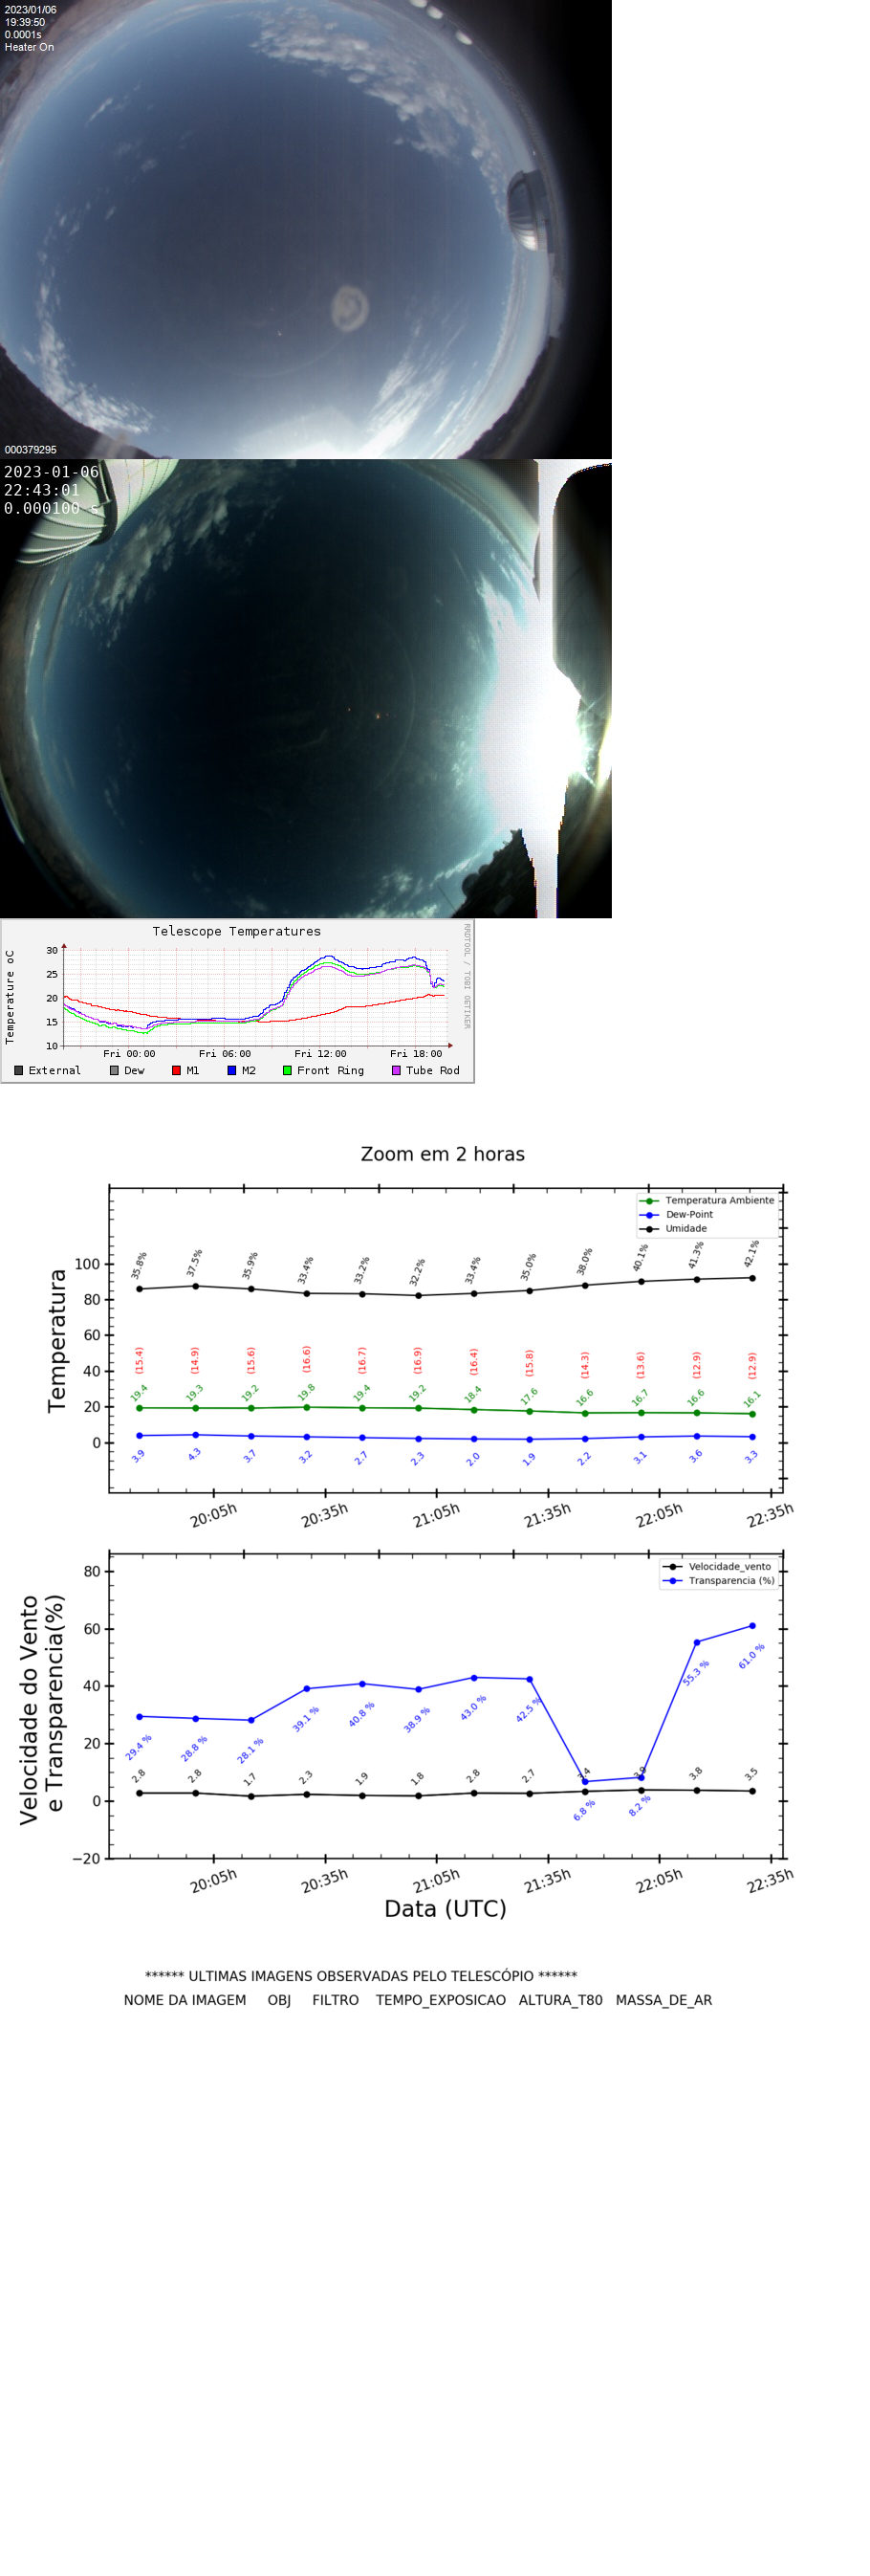 2023/01/06
19:39:50
0.0001s
Heater On
000379295
2023-01-06
22:43:01
0.000100 s
Telescope Temperatures
RRDTOOL / TOBI OETIKER
Temperature oC
30
25
20
15
10
Fri 00:00 Fri 06:00 Fri 12:00 Fri 18:00
External Dew M1 M2 Front Ring Tube Rod
Zoom em 2 horas
Temperatura Ambiente
Dew-Point
Umidade
Temperatura
100
80
60
40
20
0
35.8% 37.5% 35.9% 33.4% 33.2% 32.2% 33.4% 35.0% 38.0% 40.1% 41.3% 42.1%
(15.4) (14.9) (15.6) (16.6) (16.7) (16.9) (16.4) (15.8) (14.3) (13.6) (12.9) (12.9)
19.4 19.3 19.2 19.8 19.4 19.2 18.4 17.6 16.6 16.7 16.6 16.1
3.9 4.3 3.7 3.2 2.7 2.3 2.0 1.9 2.2 3.1 3.6 3.3
20:05h 20:35h 21:05h 21:35h 22:05h 22:35h
Velocidade_vento
Transparencia (%)
Velocidade do Vento
e Transparencia(%)
80
60
40
20
0
−20
29.4 % 28.8 % 28.1 % 39.1 % 40.8 % 38.9 % 43.0 % 42.5 % 6.8 % 8.2 % 55.3 % 61.0 %
2.8 2.8 1.7 2.3 1.9 1.8 2.8 2.7 3.8 3.5
20:05h 20:35h 21:05h 21:35h 22:05h 22:35h
Data (UTC)
****** ULTIMAS IMAGENS OBSERVADAS PELO TELESCÓPIO ******
NOME DA IMAGEM OBJ FILTRO TEMPO_EXPOSICAO ALTURA_T80 MASSA_DE_AR